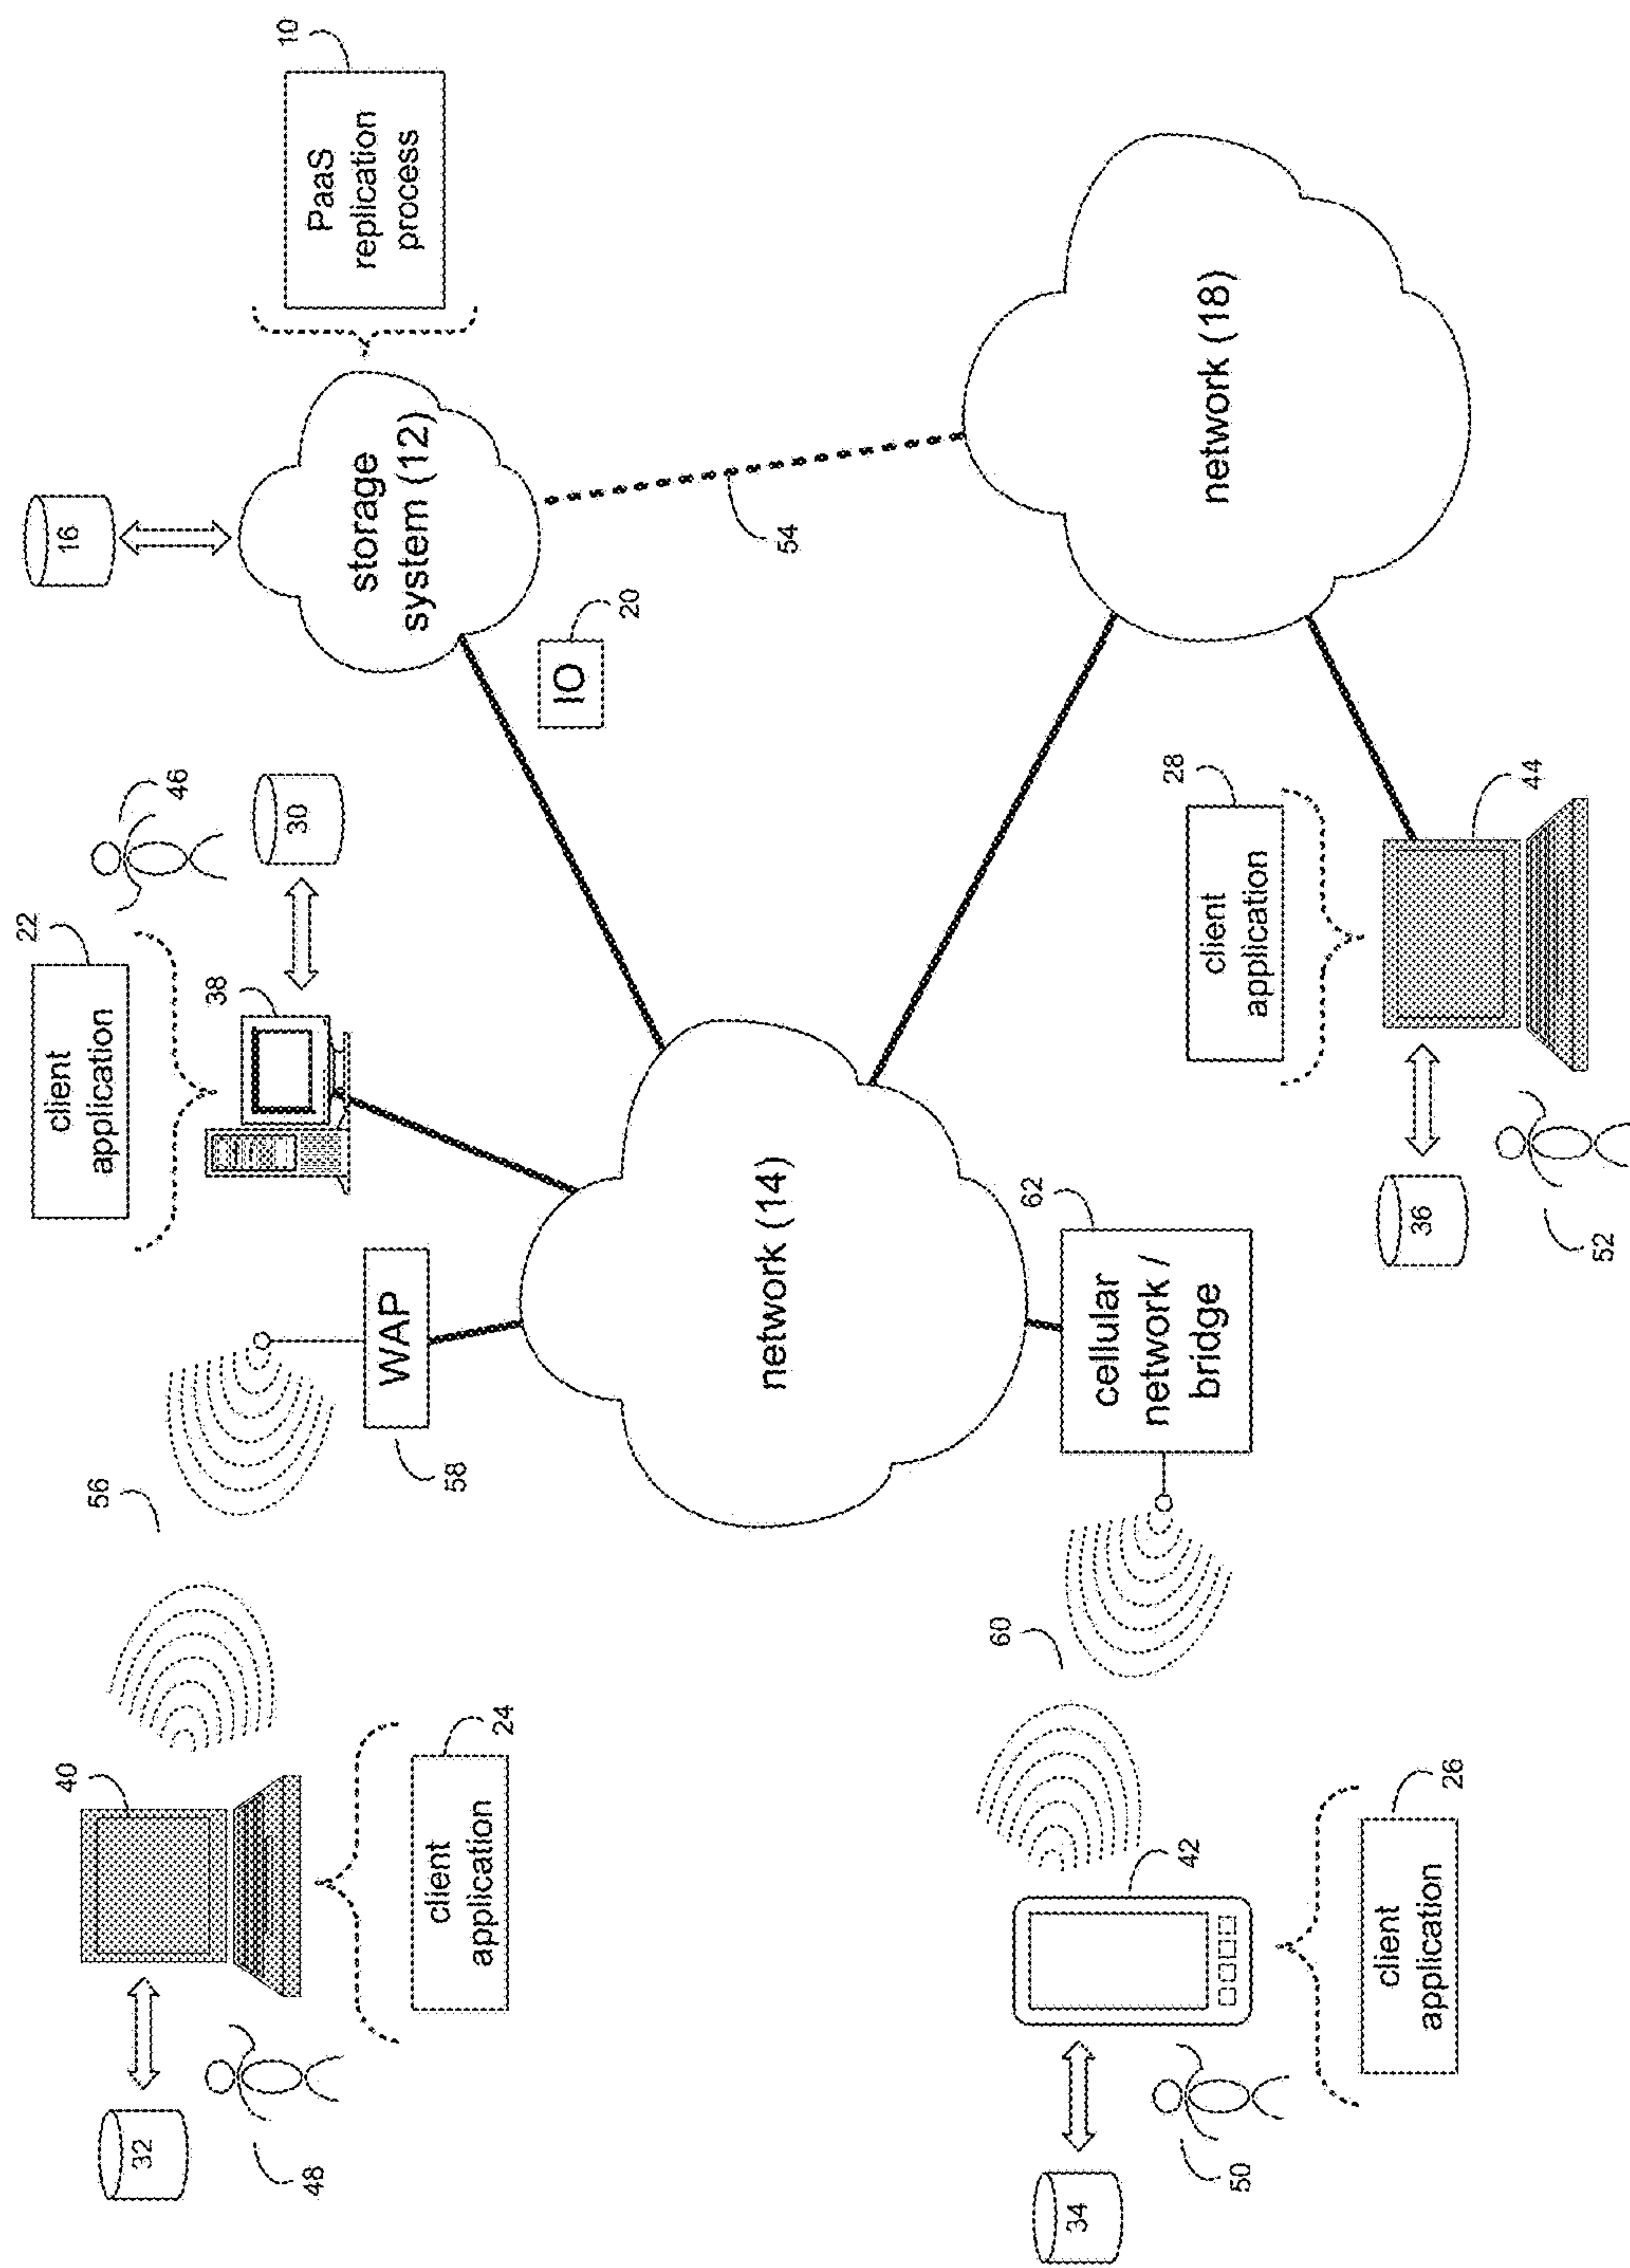 32
48
40
client
application
24
56
58
WAP
client
application
22
38
46
30
16
storage
system (12)
10
PaaS
replication
process
IO
20
54
network (14)
network (18)
34
50
42
client
application
26
60
62
cellular
network /
bridge
36
52
client
application
28
44